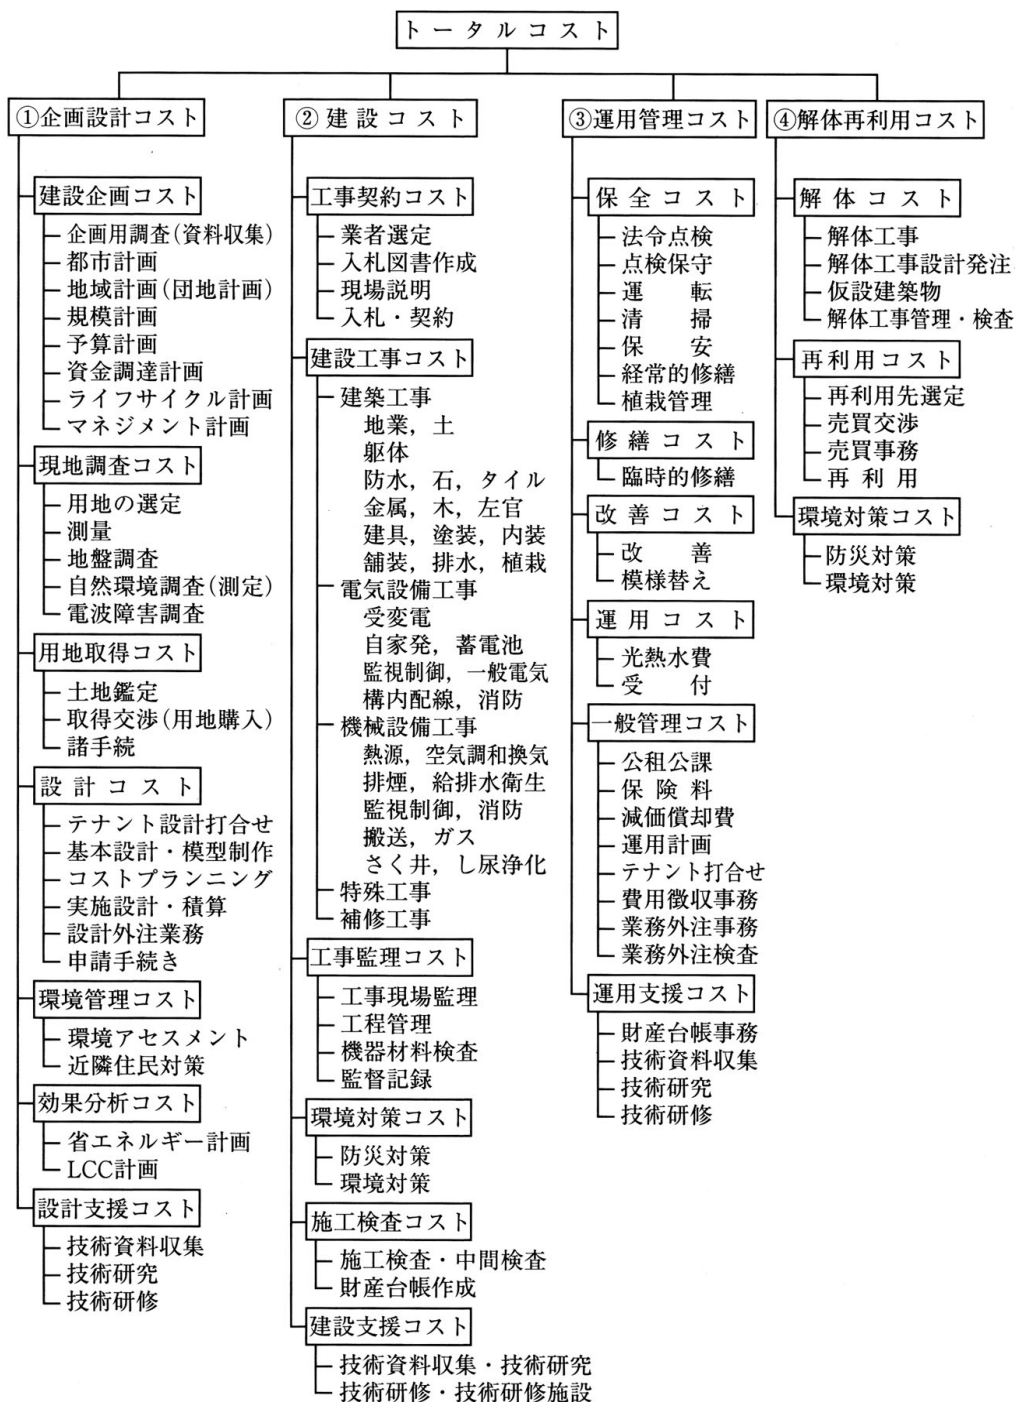 トータルコスト
①企画設計コスト
建設企画コスト
企画用調査(資料収集)
都市計画
地域計画(団地計画)
規模計画
予算計画
資金調達計画
ライフサイクル計画
マネジメント計画
現地調査コスト
用地の選定
測量
地盤調査
自然環境調査(測定)
電波障害調査
用地取得コスト
土地鑑定
取得交渉(用地購入)
諸手続
設計コスト
テナント設計打合せ
基本設計・模型制作
コストプランニング
実施設計・積算
設計外注業務
申請手続き
環境管理コスト
環境アセスメント
近隣住民対策
効果分析コスト
省エネルギー計画
LCC計画
設計支援コスト
技術資料収集
技術研究
技術研修
②建設コスト
工事契約コスト
業者選定
入札図書作成
現場説明
入札・契約
建設工事コスト
建築工事
地業，土
躯体
防水，石，タイル
金属，木，左官
建具，塗装，内装
舗装，排水，植栽
電気設備工事
受変電
自家発，蓄電池
監視制御，一般電気
構内配線，消防
機械設備工事
熱源，空気調和換気
排煙，給排水衛生
監視制御，消防
搬送，ガス
さく井，し尿浄化
特殊工事
補修工事
工事監理コスト
工事現場監理
工程管理
機器材料検査
監督記録
環境対策コスト
防災対策
環境対策
施工検査コスト
施工検査・中間検査
財産台帳作成
建設支援コスト
技術資料収集・技術研究
技術研修・技術研修施設
③運用管理コスト
保全コスト
法令点検
点検保守
運転
清掃
保安
経常的修繕
植栽管理
修繕コスト
臨時的修繕
改善コスト
改善
模様替え
運用コスト
光熱水費
受付
一般管理コスト
公租公課
保険料
減価償却費
運用計画
テナント打合せ
費用徴収事務
業務外注事務
業務外注検査
運用支援コスト
財産台帳事務
技術資料収集
技術研究
技術研修
④解体再利用コスト
解体コスト
解体工事
解体工事設計発注
仮設建築物
解体工事管理・検査
再利用コスト
再利用先選定
売買交渉
売買事務
再利用
環境対策コスト
防災対策
環境対策